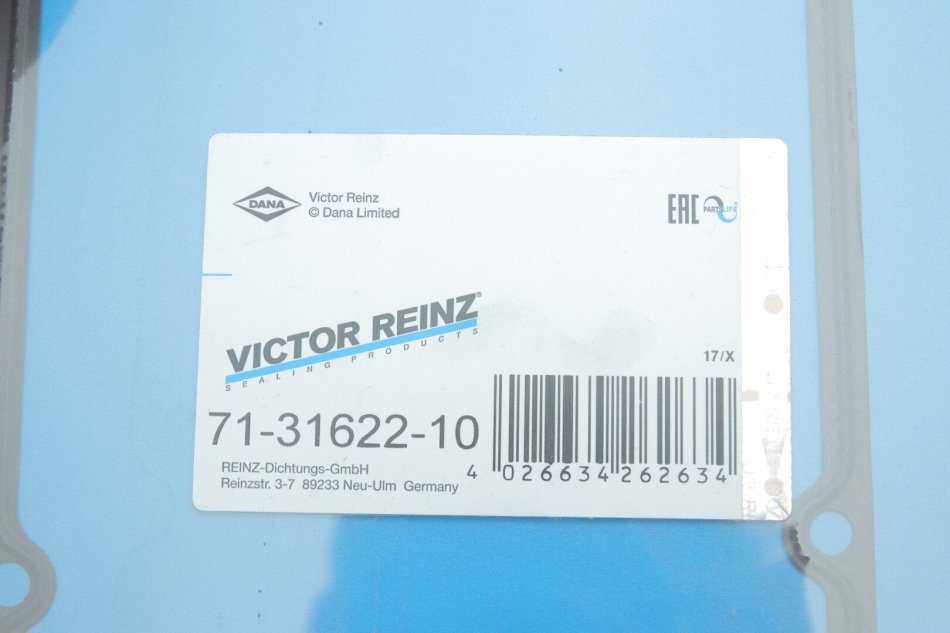 DANA
Victor Reinz
© Dana Limited
EAC
PARTSLIFE
VICTOR REINZ®
SEALING PRODUCTS
17/X
71-31622-10
REINZ-Dichtungs-GmbH
Reinzstr. 3-7 89233 Neu-Ulm Germany
4 026634 262634